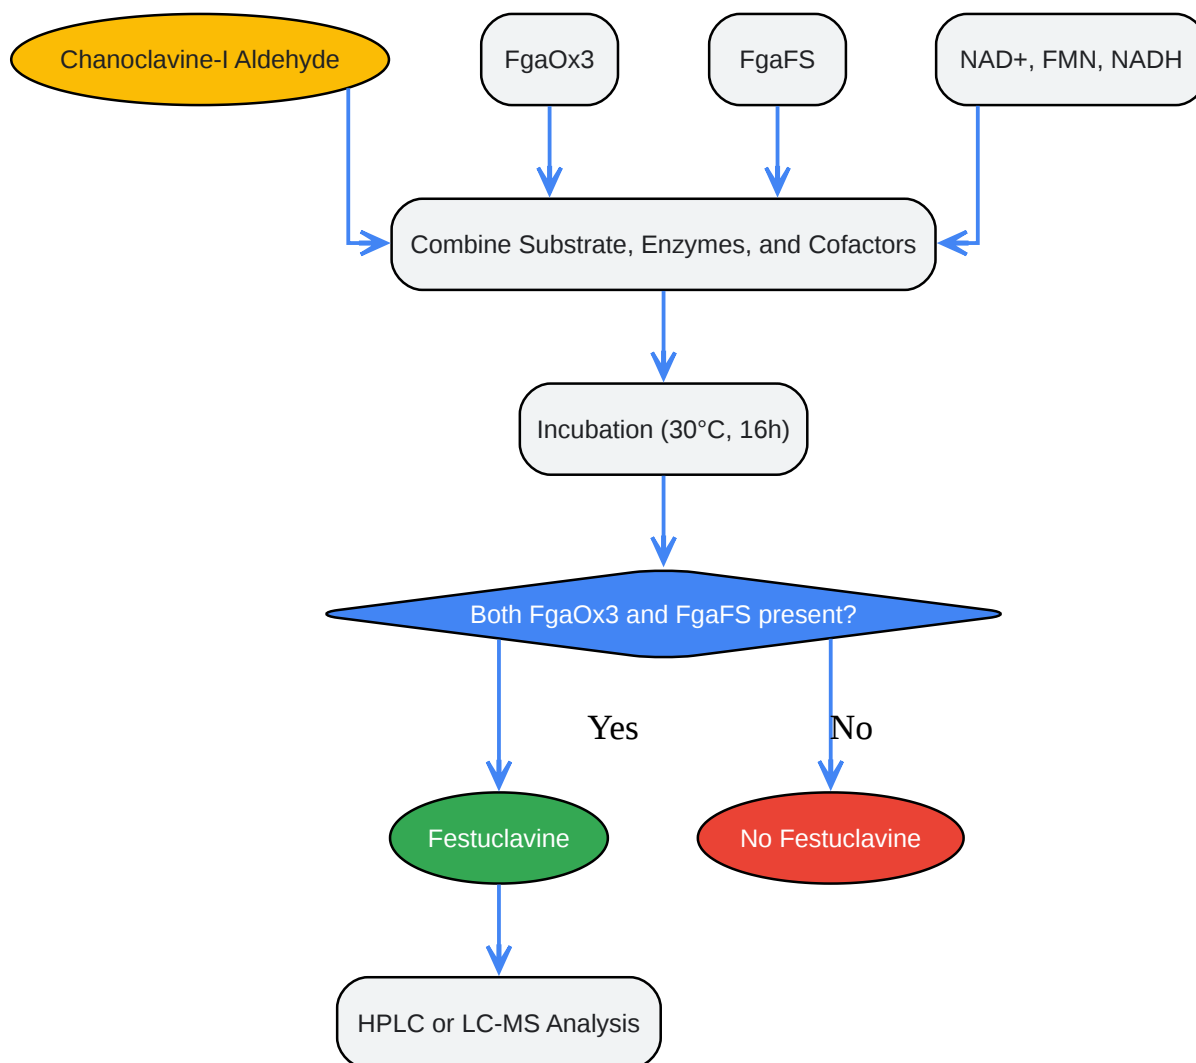 Chanoclavine-I Aldehyde
FgaOx3
FgaFS
NAD+, FMN, NADH
Combine Substrate, Enzymes, and Cofactors
Incubation (30°C, 16h)
Both FgaOx3 and FgaFS present?
Yes
No
Festuclavine
No Festuclavine
HPLC or LC-MS Analysis